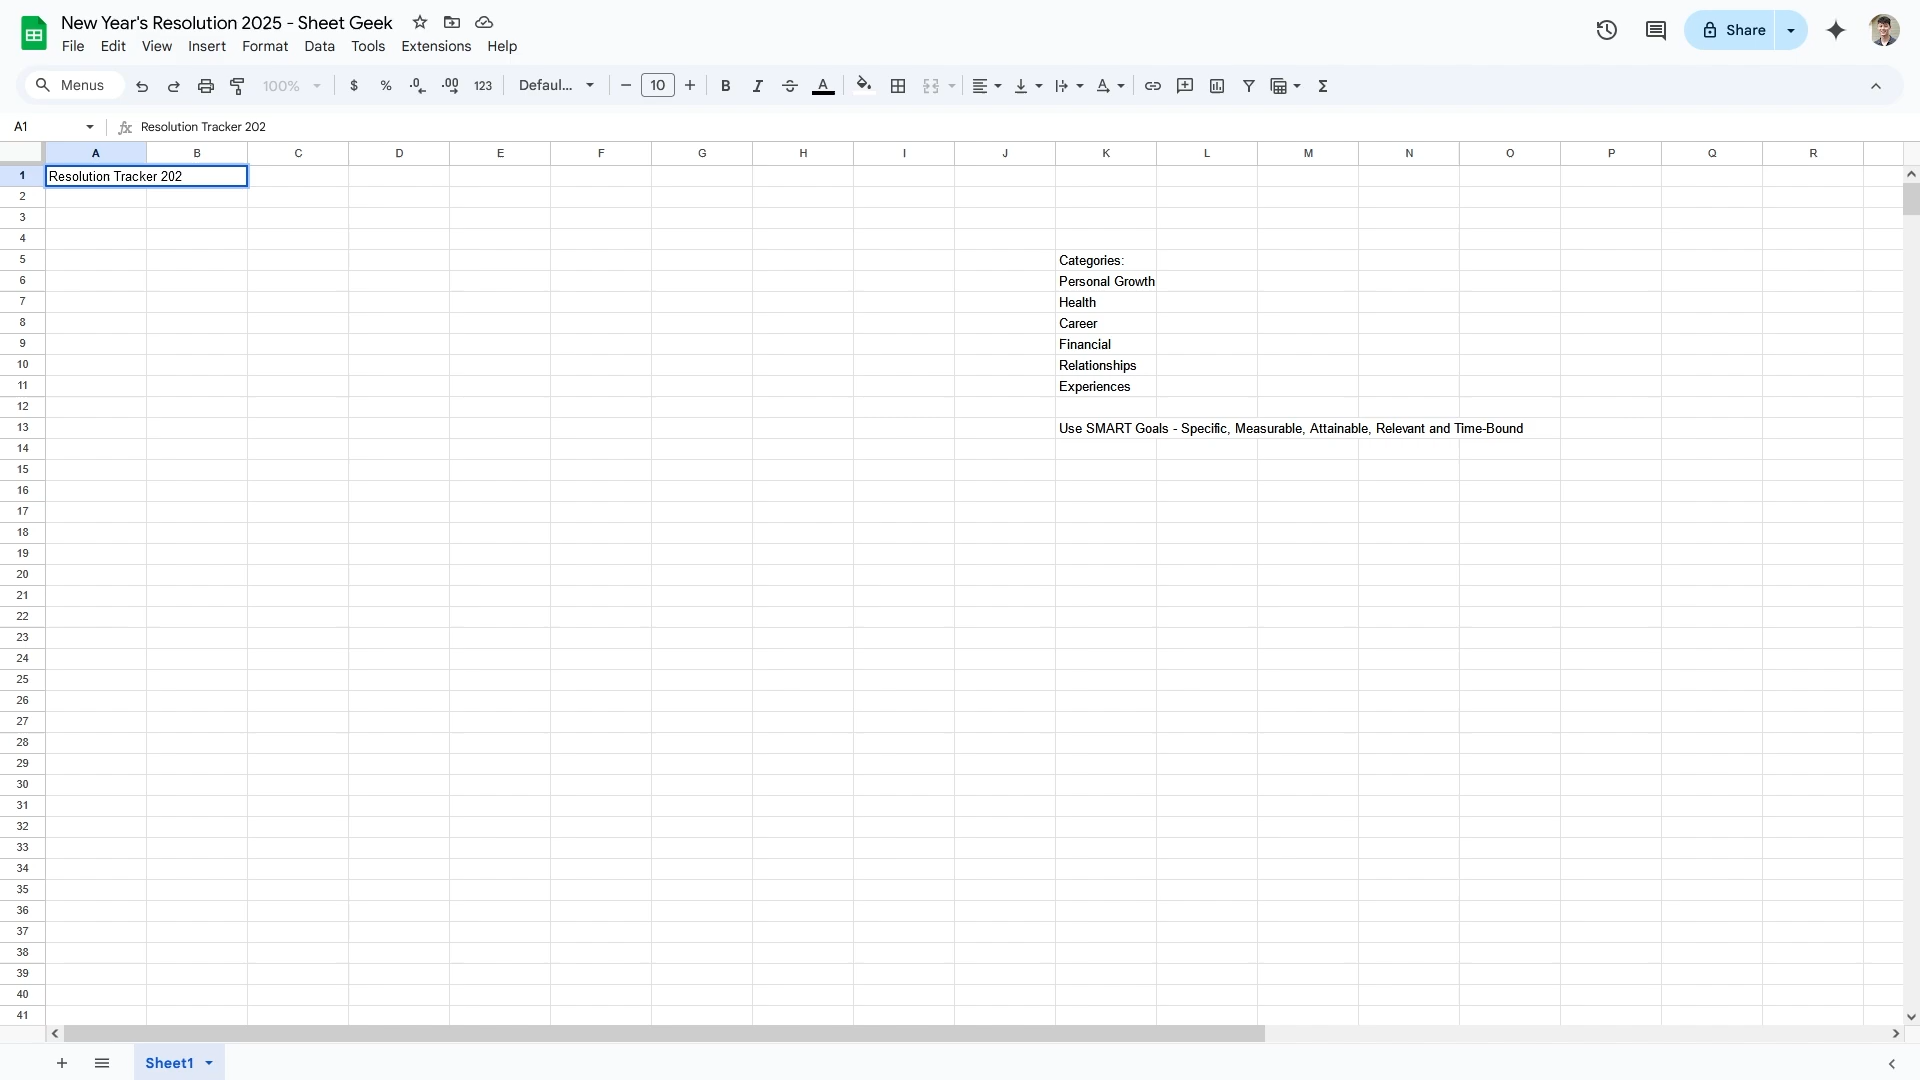 New Year's Resolution 2025 - Sheet Geek
File Edit View Insert Format Data Tools Extensions Help
Share
Menus 100% $ % .0 .00 123 Defaul... 10 B I A Σ
A1 fx Resolution Tracker 202
A B C D E F G H I J K L M N O P Q R
1 Resolution Tracker 202
2
3
4
5 Categories:
6 Personal Growth
7 Health
8 Career
9 Financial
10 Relationships
11 Experiences
12
13 Use SMART Goals - Specific, Measurable, Attainable, Relevant and Time-Bound
14
15
16
17
18
19
20
21
22
23
24
25
26
27
28
29
30
31
32
33
34
35
36
37
38
39
40
41
Sheet1